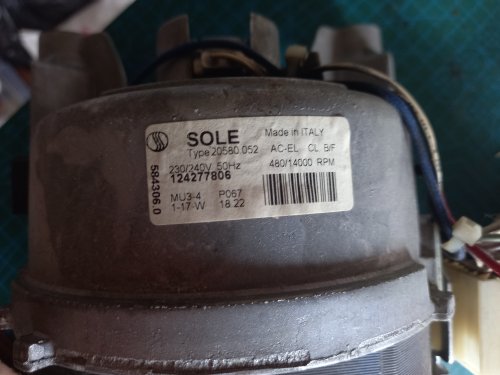 SOLE Made in ITALY
Type 20580.052 AC-EL CL B/F
230/240V 50Hz 480/14000 RPM
124277806
MU3-4 P067
1-17-W 18 22
584306.0